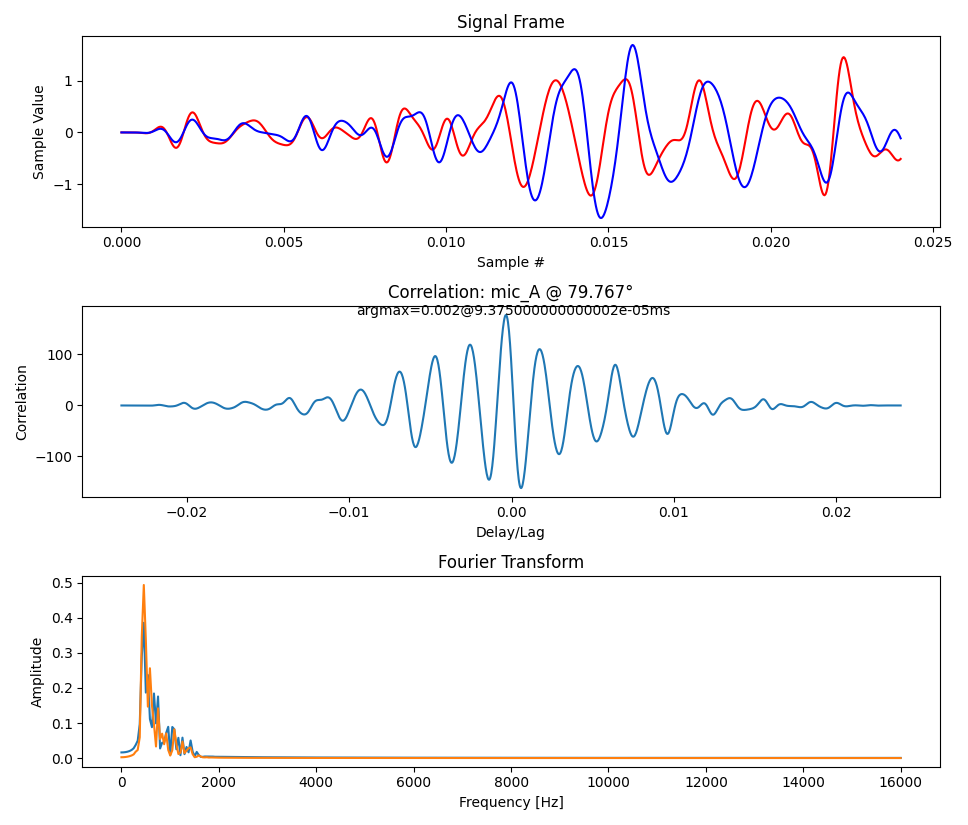 Signal Frame
Sample Value
1
0
−1
0.000 0.005 0.010 0.015 0.020 0.025
Sample #
Correlation: mic_A @ 79.767°
argmax=0.002@9.375000000000002e-05ms
Correlation
100
0
−100
−0.02 −0.01 0.00 0.01 0.02
Delay/Lag
Fourier Transform
Amplitude
0.5
0.4
0.3
0.2
0.1
0.0
0 2000 4000 6000 8000 10000 12000 14000 16000
Frequency [Hz]